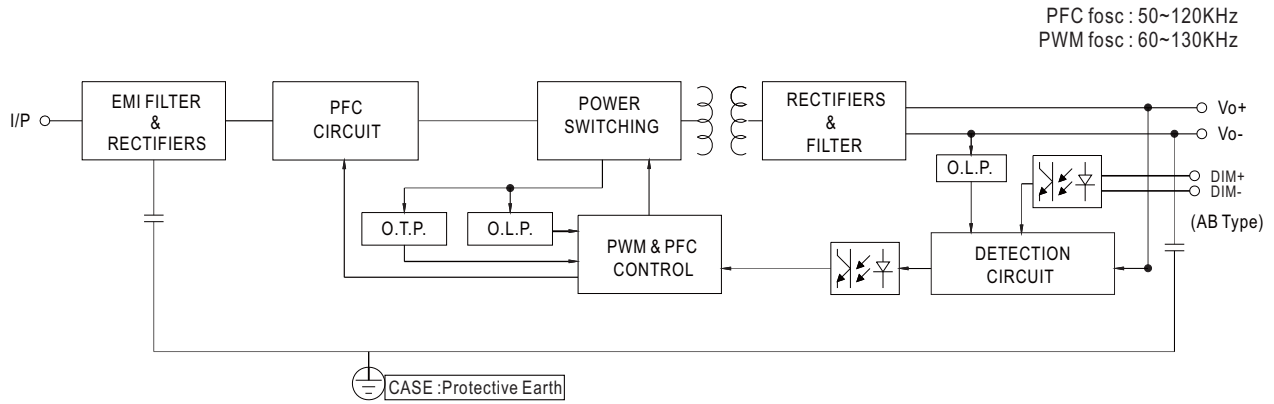 PFC fosc : 50~120KHz
PWM fosc : 60~130KHz
I/P
EMI FILTER
&
RECTIFIERS
PFC
CIRCUIT
POWER
SWITCHING
RECTIFIERS
&
FILTER
Vo+
Vo-
O.L.P.
DIM+
DIM-
(AB Type)
O.T.P.
O.L.P.
PWM & PFC
CONTROL
DETECTION
CIRCUIT
CASE :Protective Earth